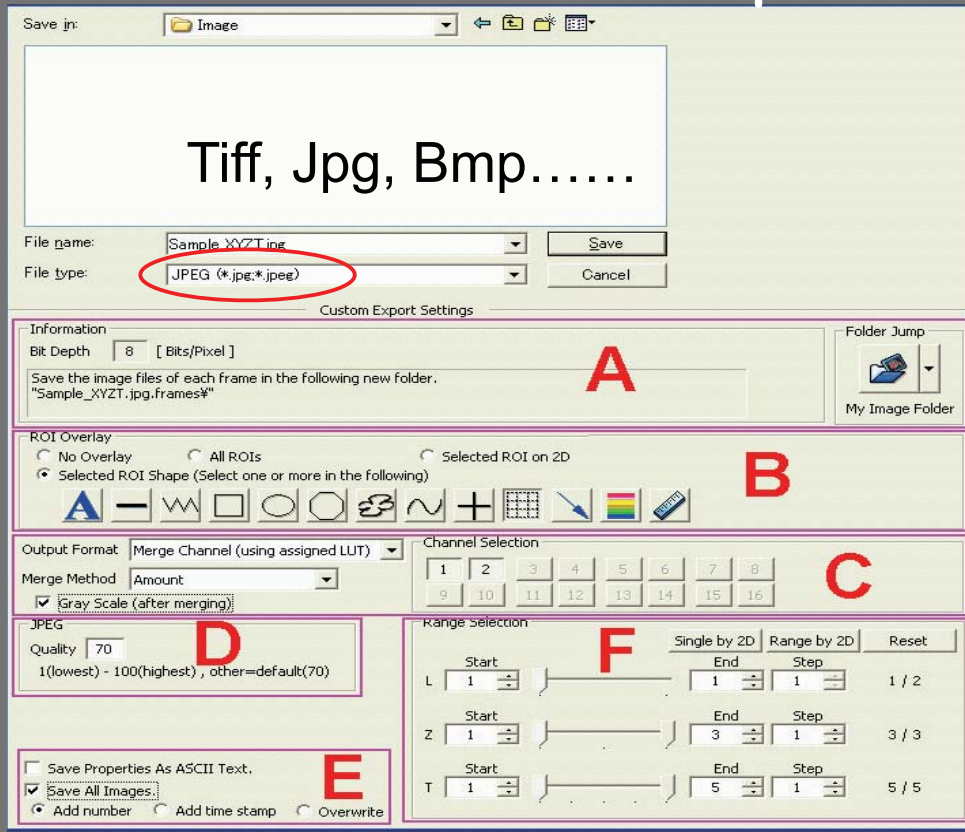 Save in: Image
Tiff, Jpg, Bmp......
File name: Sample_XYZT.jpg Save
File type: JPEG (*.jpg;*.jpeg) Cancel
Custom Export Settings
Information
Bit Depth 8 [ Bits/Pixel ]
Save the image files of each frame in the following new folder.
"Sample_XYZT.jpg.frames¥"
A
Folder Jump
My Image Folder
ROI Overlay
No Overlay All ROIs Selected ROI on 2D
Selected ROI Shape (Select one or more in the following)
A
B
Output Format Merge Channel (using assigned LUT)
Merge Method Amount
Gray Scale (after merging)
Channel Selection
1 2 3 4 5 6 7 8
9 10 11 12 13 14 15 16
C
JPEG
Quality 70
1(lowest) - 100(highest) , other=default(70)
D
Save Properties As ASCII Text.
Save All Images.
Add number Add time stamp Overwrite
E
Range Selection
F
Single by 2D Range by 2D Reset
Start End Step
L 1 1 1 1 / 2
Start End Step
Z 1 3 1 3 / 3
Start End Step
T 1 5 1 5 / 5